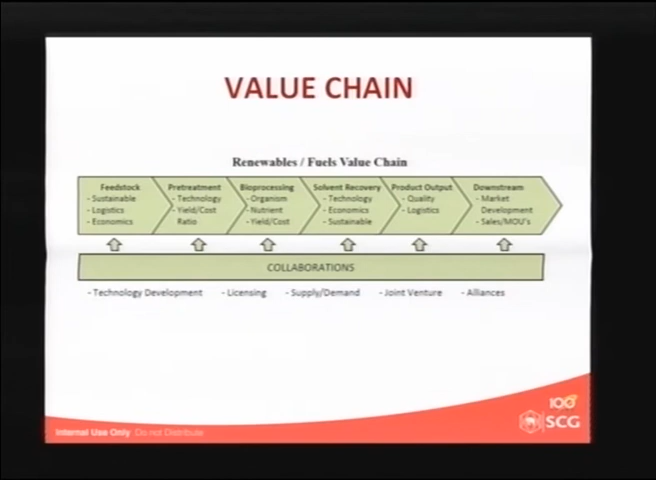 VALUE CHAIN
Renewables / Fuels Value Chain
Feedstock
- Sustainable
- Logistics
- Economics
Pretreatment
- Technology
- Yield/Cost
Ratio
Bioprocessing
- Organism
- Nutrient
- Yield/Cost
Solvent Recovery
- Technology
- Economics
- Sustainable
Product Output
- Quality
- Logistics
Downstream
- Market
Development
- Sales/MOU's
COLLABORATIONS
- Technology Development - Licensing - Supply/Demand - Joint Venture - Alliances
Internal Use Only Do not Distribute
100
SCG